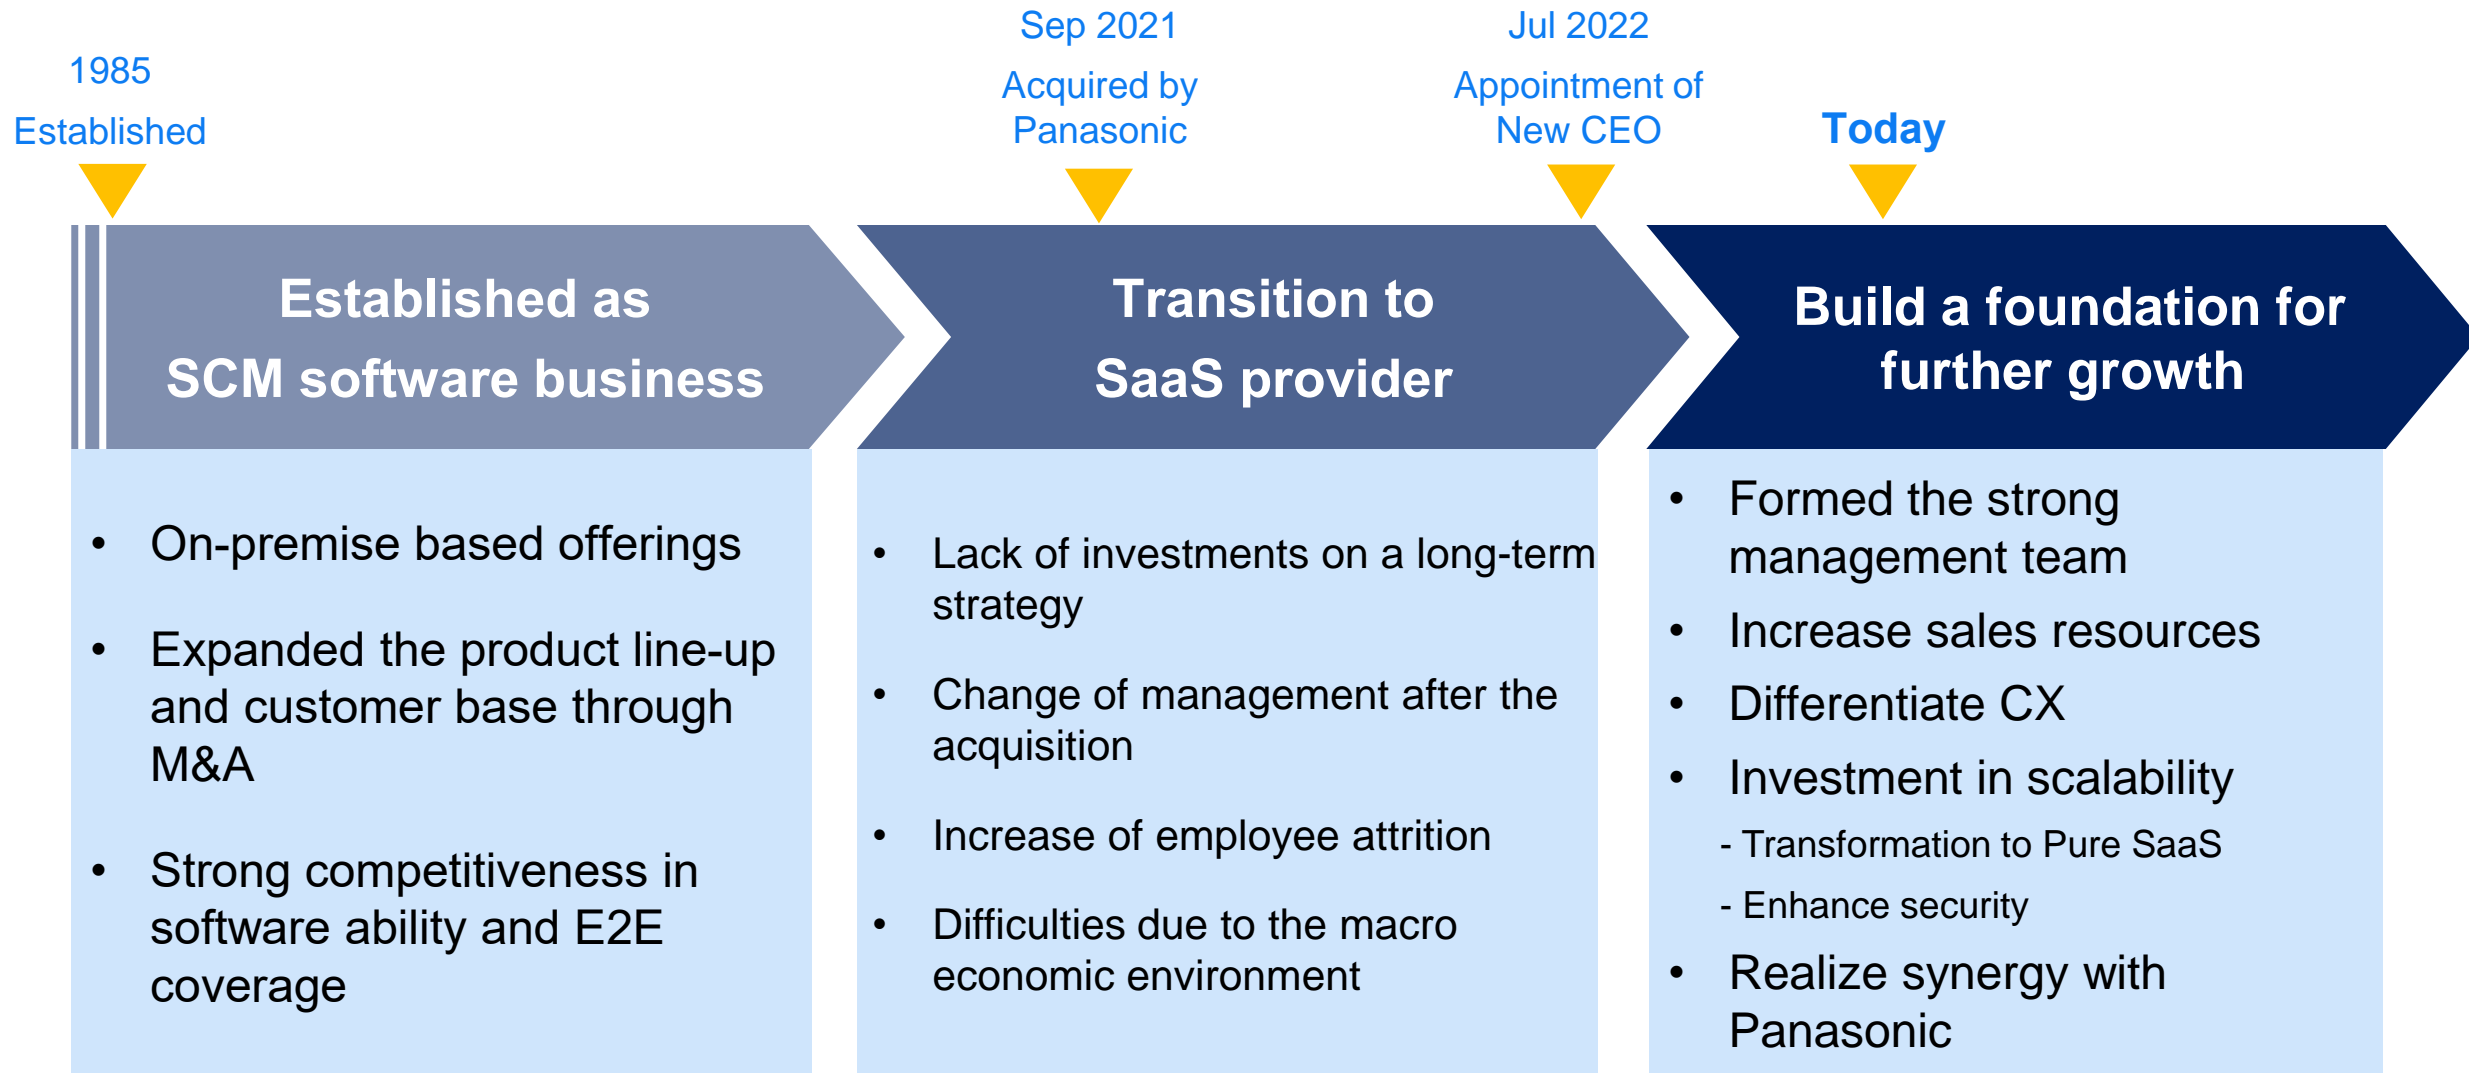 1985
Established
Sep 2021
Acquired by
Panasonic
Jul 2022
Appointment of
New CEO
Today
Established as
SCM software business
Transition to
SaaS provider
Build a foundation for
further growth
• On-premise based offerings
• Expanded the product line-up
and customer base through
M&A
• Strong competitiveness in
software ability and E2E
coverage
• Lack of investments on a long-term
strategy
• Change of management after the
acquisition
• Increase of employee attrition
• Difficulties due to the macro
economic environment
• Formed the strong
management team
• Increase sales resources
• Differentiate CX
• Investment in scalability
- Transformation to Pure SaaS
- Enhance security
• Realize synergy with
Panasonic